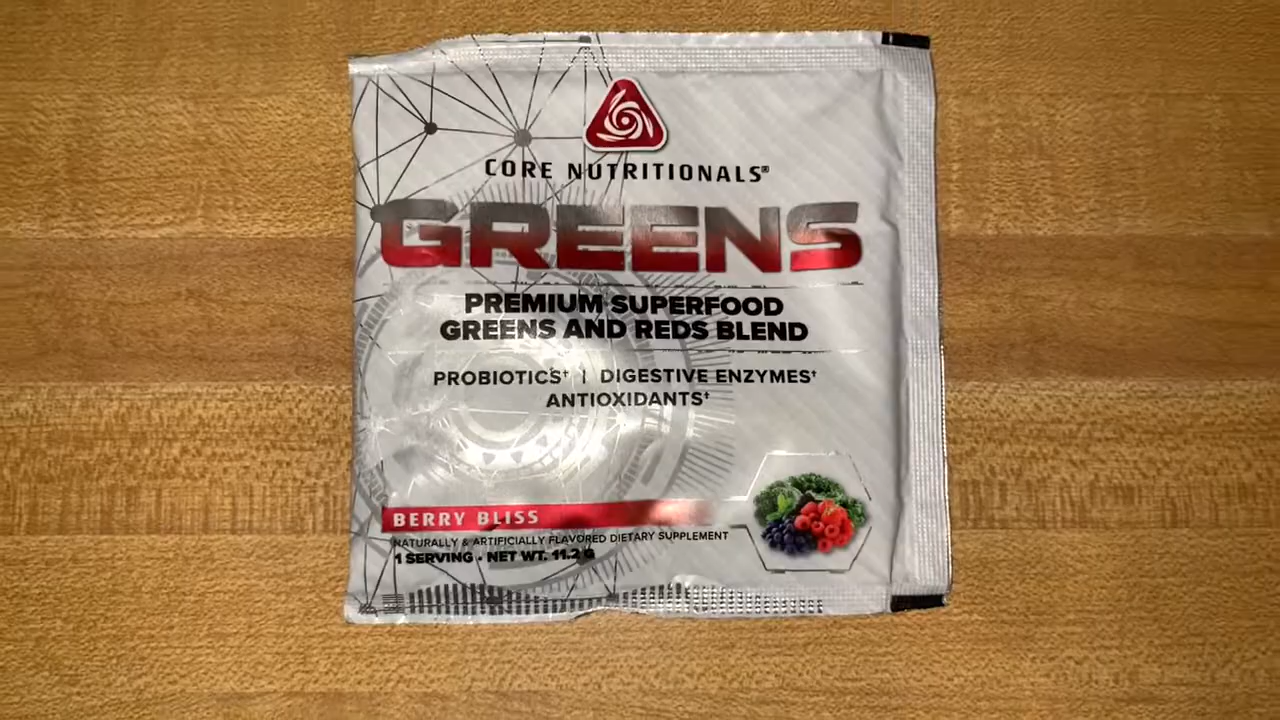 CORE NUTRITIONALS®
GREENS
PREMIUM SUPERFOOD
GREENS AND REDS BLEND
PROBIOTICS† | DIGESTIVE ENZYMES†
ANTIOXIDANTS†
BERRY BLISS
NATURALLY & ARTIFICIALLY FLAVORED DIETARY SUPPLEMENT
1 SERVING • NET WT. 11.2 G